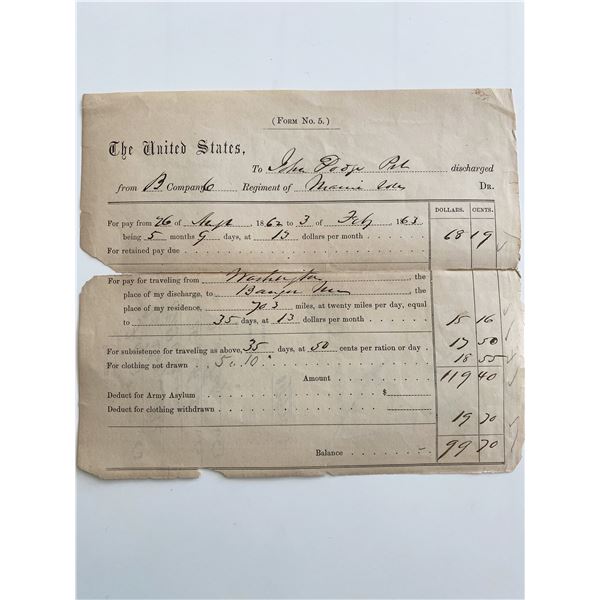 (FORM No. 5.)
The United States,
To John Dodge discharged
from B Company 6 Regiment of Maine Vols DR.
DOLLARS. CENTS.
For pay from 26 of Sept 1862 to 3 of Feb 1863
being 5 months 9 days, at 13 dollars per month 68 19
For retained pay due
For pay for traveling from Washington the
place of my discharge, to Bangor Me the
place of my residence, 703 miles, at twenty miles per day, equal
to 35 days, at 13 dollars per month 15 16
For subsistence for traveling as above, 35 days, at 50 cents per ration or day 17 50
For clothing not drawn 18 55
Amount 119 40
Deduct for Army Asylum $
Deduct for clothing withdrawn 19 70
Balance 99 70